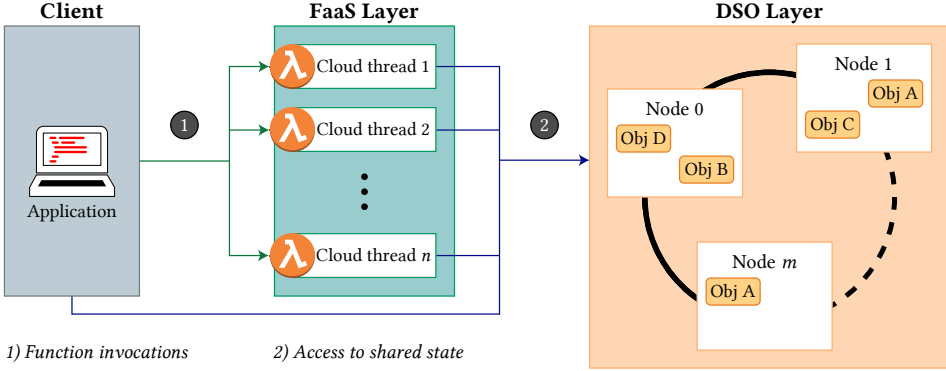 Client
FaaS Layer
DSO Layer
Application
1
λ Cloud thread 1
λ Cloud thread 2
λ Cloud thread n
2
Node 0
Obj D
Obj B
Node 1
Obj A
Obj C
Node m
Obj A
1) Function invocations
2) Access to shared state